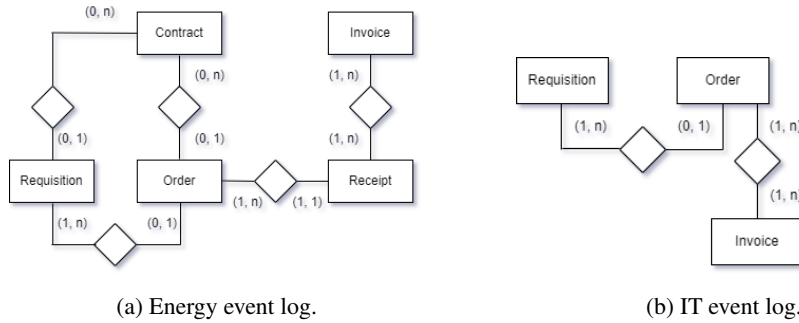 (0, n)
Contract
Invoice
(0, n)
(1, n)
Requisition
Order
(1, n)
(0, 1)
(1, n)
(0, 1)
(0, 1)
(1, n)
(1, n)
Requisition
Order
Receipt
(1, n)
(1, 1)
(1, n)
(0, 1)
(1, n)
Invoice
(a) Energy event log.
(b) IT event log.